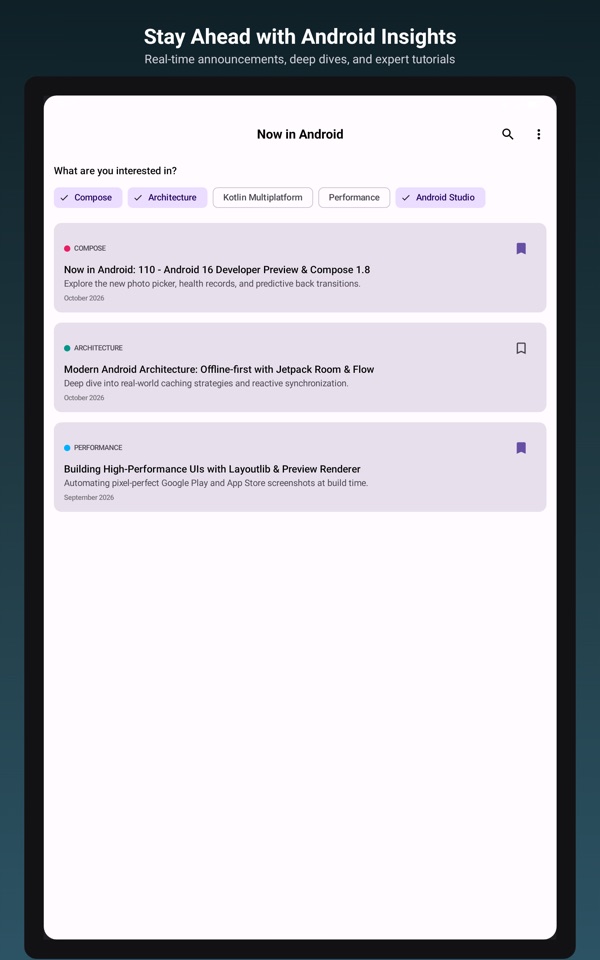 Stay Ahead with Android Insights
Real-time announcements, deep dives, and expert tutorials
Now in Android
What are you interested in?
Compose
Architecture
Kotlin Multiplatform
Performance
Android Studio
COMPOSE
Now in Android: 110 - Android 16 Developer Preview & Compose 1.8
Explore the new photo picker, health records, and predictive back transitions.
October 2026
ARCHITECTURE
Modern Android Architecture: Offline-first with Jetpack Room & Flow
Deep dive into real-world caching strategies and reactive synchronization.
October 2026
PERFORMANCE
Building High-Performance UIs with Layoutlib & Preview Renderer
Automating pixel-perfect Google Play and App Store screenshots at build time.
September 2026